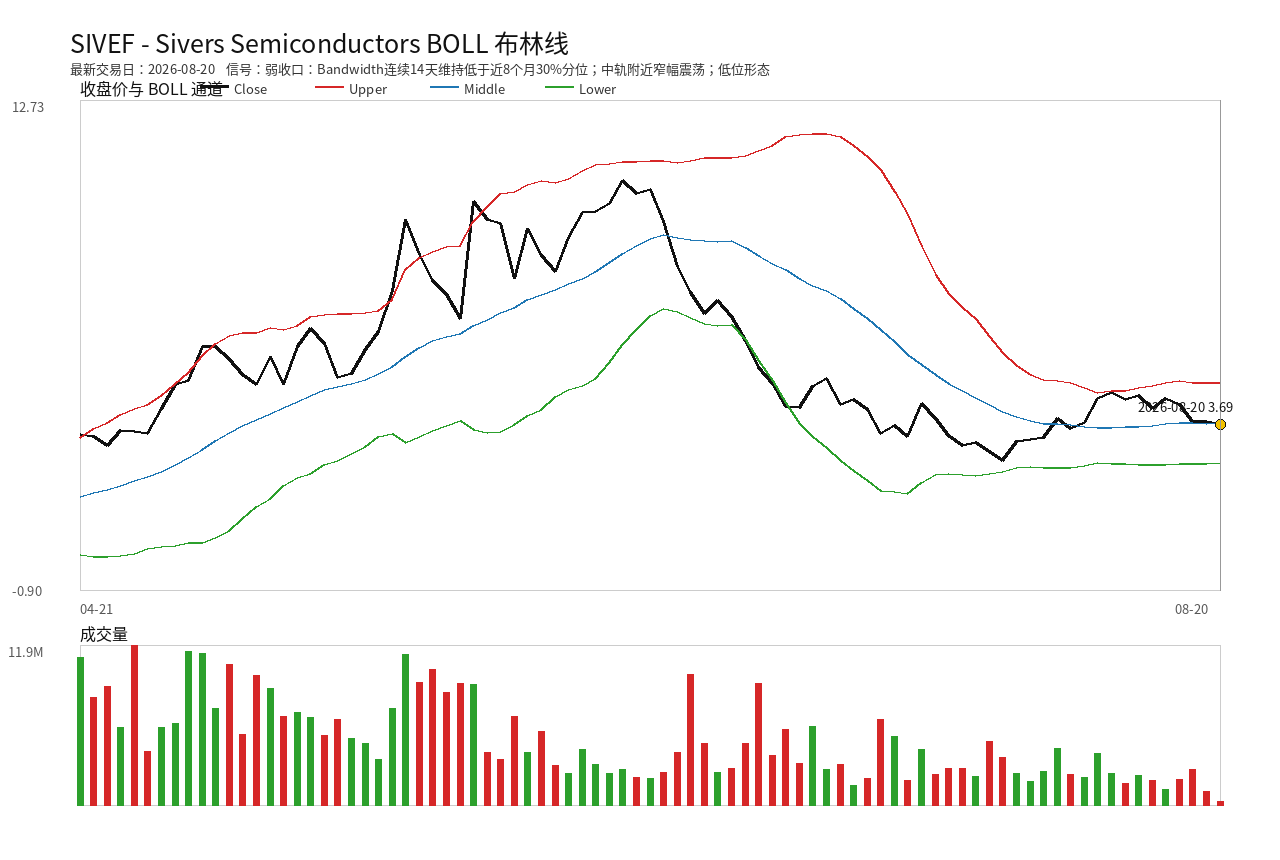 SIVEF - Sivers Semiconductors BOLL 布林线
最新交易日：2026-08-20 信号：弱收口：Bandwidth连续14天维持低于近8个月30%分位；中轨附近窄幅震荡；低位形态
收盘价与 BOLL 通道 Close Upper Middle Lower
12.73
2026-08-20 3.69
-0.90
04-21 08-20
成交量
11.9M